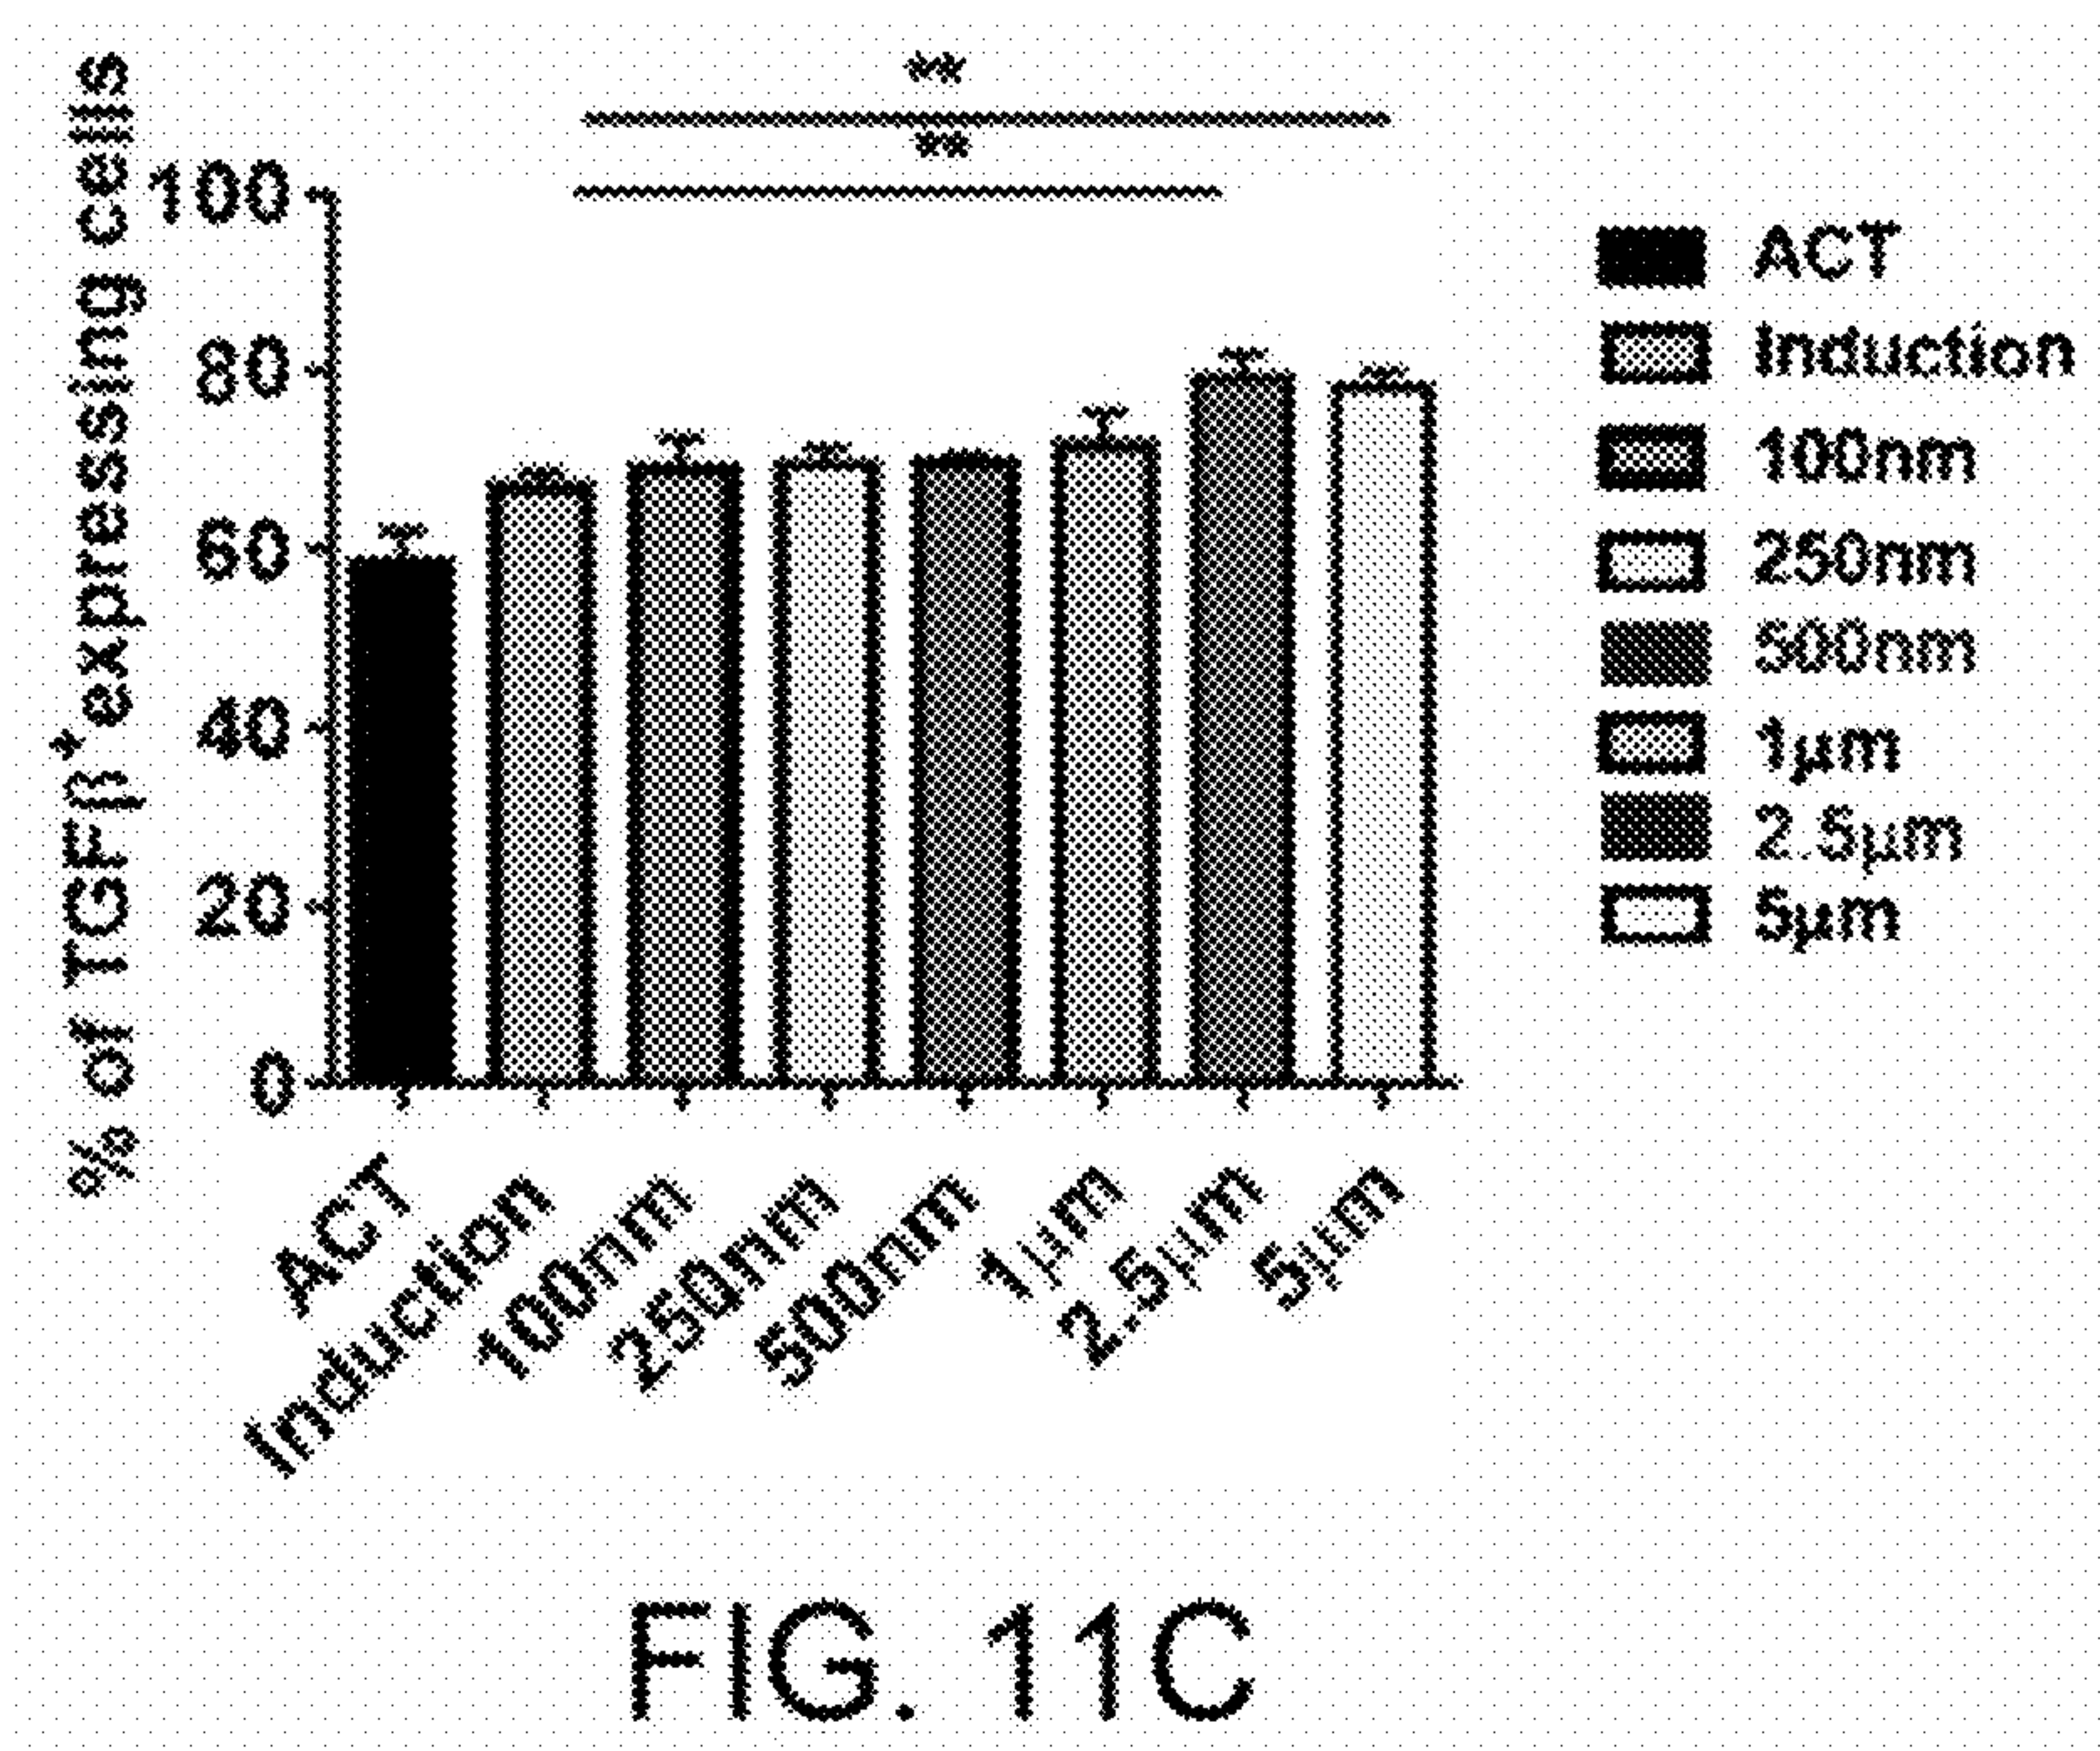 % of TGFβ⁺expressing cells
**
**
100
80
60
40
20
0
ACT
Induction
100nm
250nm
500nm
1μm
2.5μm
5μm
ACT
Induction
100nm
250nm
500nm
1μm
2.5μm
5μm
FIG. 11C